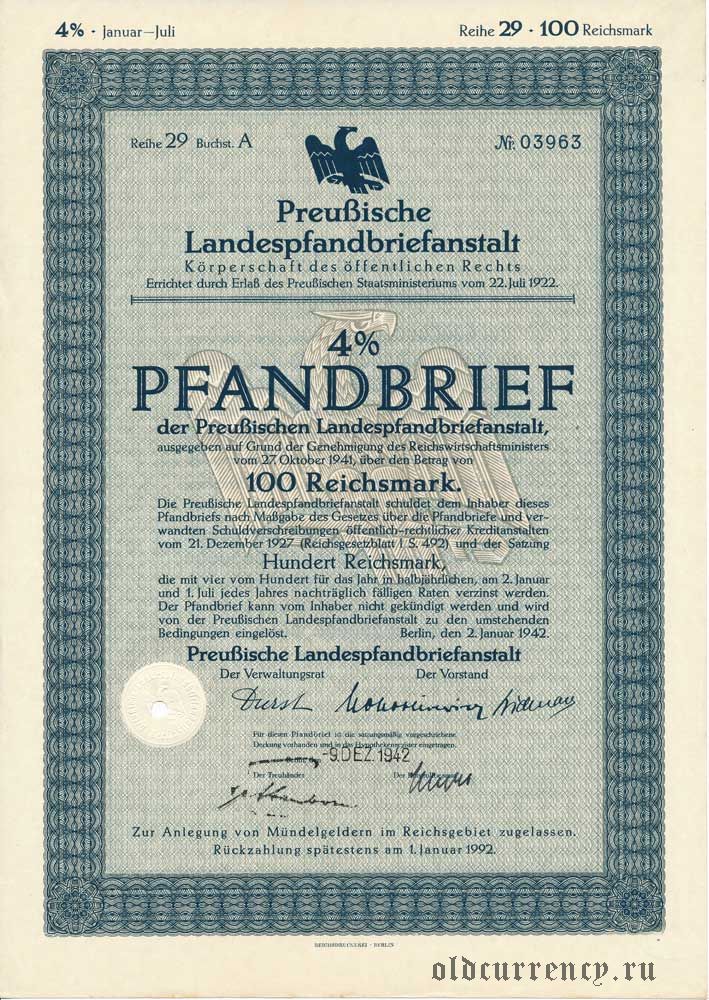 4% · Januar—Juli
Reihe 29 · 100 Reichsmark
Reihe 29 Buchst. A
Nr. 03963
Preußische
Landespfandbriefanstalt
Körperschaft des öffentlichen Rechts
Errichtet durch Erlaß des Preußischen Staatsministeriums vom 22. Juli 1922.
4%
PFANDBRIEF
der Preußischen Landespfandbriefanstalt,
ausgegeben auf Grund der Genehmigung des Reichswirtschaftsministers
vom 27. Oktober 1941, über den Betrag von
100 Reichsmark.
Die Preußische Landespfandbriefanstalt schuldet dem Inhaber dieses
Pfandbriefs nach Maßgabe des Gesetzes über die Pfandbriefe und ver-
wandten Schuldverschreibungen öffentlich-rechtlicher Kreditanstalten
vom 21. Dezember 1927 (Reichsgesetzblatt I S. 492) und der Satzung
Hundert Reichsmark,
die mit vier vom Hundert für das Jahr in halbjährlichen, am 2. Januar
und 1. Juli jedes Jahres nachträglich fälligen Raten verzinst werden.
Der Pfandbrief kann vom Inhaber nicht gekündigt werden und wird
von der Preußischen Landespfandbriefanstalt zu den umstehenden
Bedingungen eingelöst. Berlin, den 2. Januar 1942.
Preußische Landespfandbriefanstalt
Der Verwaltungsrat Der Vorstand
Für diesen Pfandbrief ist die satzungsmäßig vorgeschriebene
Deckung vorhanden und in das Hypothekenregister eingetragen.
-9. DEZ. 1942
Der Treuhänder Der
Zur Anlegung von Mündelgeldern im Reichsgebiet zugelassen.
Rückzahlung spätestens am 1. Januar 1992.
REICHSDRUCKEREI · BERLIN
oldcurrency.ru